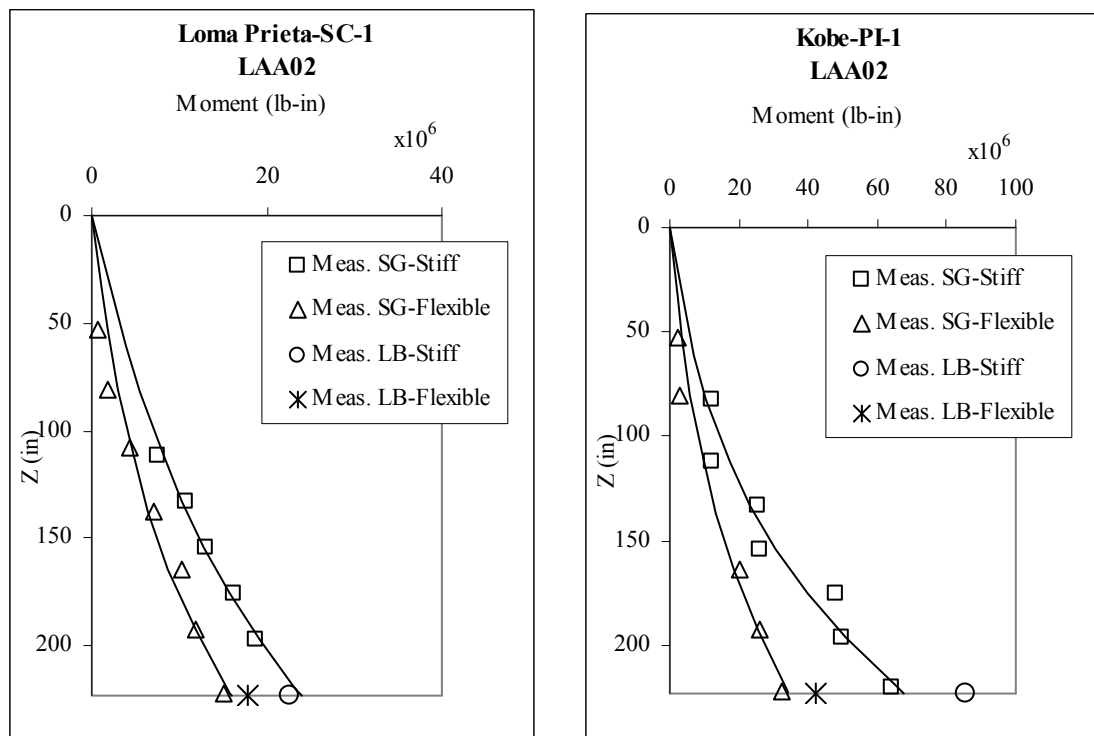 Loma Prieta-SC-1
LAA02
Moment (lb-in)
x10^6
0 20 40
0
50
100
150
200
Z (in)
Meas. SG-Stiff
Meas. SG-Flexible
Meas. LB-Stiff
Meas. LB-Flexible
Kobe-PI-1
LAA02
Moment (lb-in)
x10^6
0 20 40 60 80 100
0
50
100
150
200
Z (in)
Meas. SG-Stiff
Meas. SG-Flexible
Meas. LB-Stiff
Meas. LB-Flexible